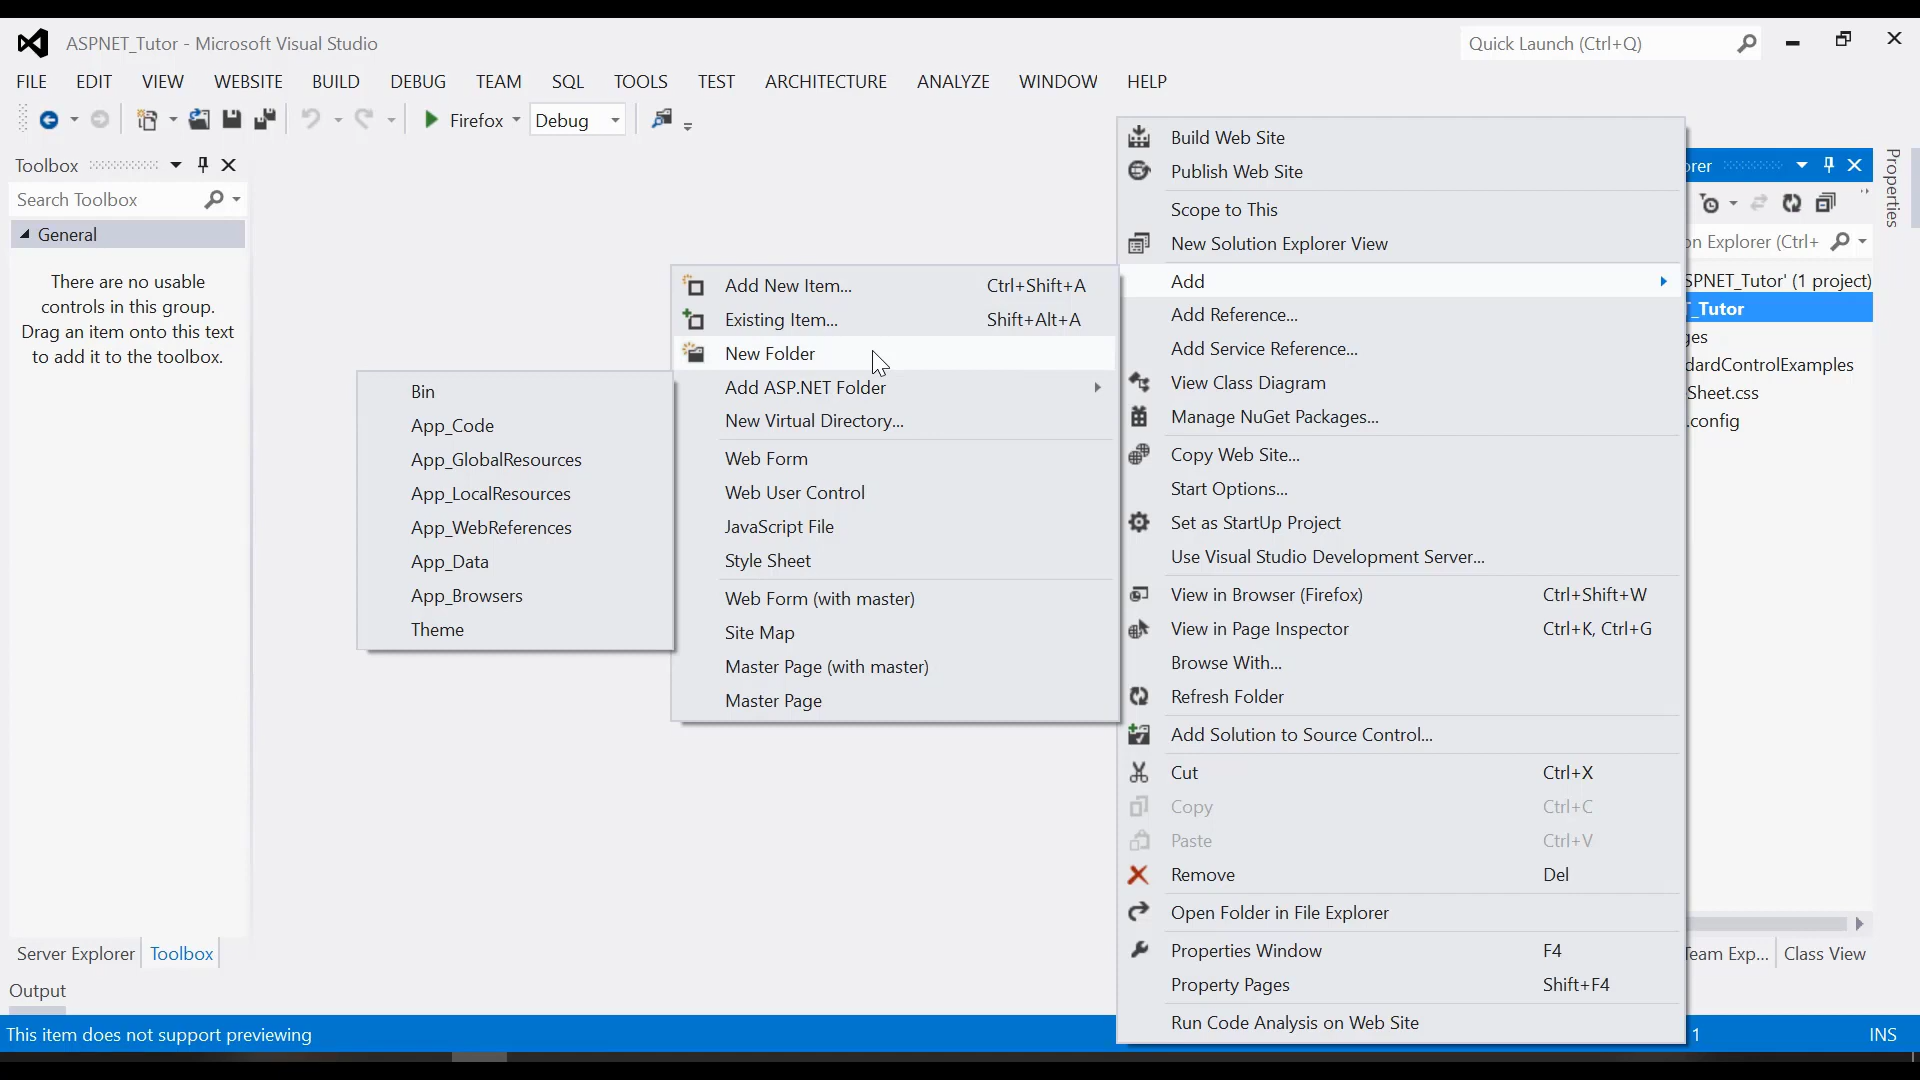 ASPNET_Tutor - Microsoft Visual Studio
Quick Launch (Ctrl+Q)
FILE EDIT VIEW WEBSITE BUILD DEBUG TEAM SQL TOOLS TEST ARCHITECTURE ANALYZE WINDOW HELP
Firefox Debug
Toolbox
Search Toolbox
General
There are no usable
controls in this group.
Drag an item onto this text
to add it to the toolbox.
Server Explorer Toolbox
Output
This item does not support previewing
Bin
App_Code
App_GlobalResources
App_LocalResources
App_WebReferences
App_Data
App_Browsers
Theme
Add New Item... Ctrl+Shift+A
Existing Item... Shift+Alt+A
New Folder
Add ASP.NET Folder
New Virtual Directory...
Web Form
Web User Control
JavaScript File
Style Sheet
Web Form (with master)
Site Map
Master Page (with master)
Master Page
Build Web Site
Publish Web Site
Scope to This
New Solution Explorer View
Add
Add Reference...
Add Service Reference...
View Class Diagram
Manage NuGet Packages...
Copy Web Site...
Start Options...
Set as StartUp Project
Use Visual Studio Development Server...
View in Browser (Firefox) Ctrl+Shift+W
View in Page Inspector Ctrl+K, Ctrl+G
Browse With...
Refresh Folder
Add Solution to Source Control...
Cut Ctrl+X
Copy Ctrl+C
Paste Ctrl+V
Remove Del
Open Folder in File Explorer
Properties Window F4
Property Pages Shift+F4
Run Code Analysis on Web Site
orer
on Explorer (Ctrl+
SPNET_Tutor' (1 project)
T_Tutor
ges
dardControlExamples
Sheet.css
.config
Team Exp... Class View
Properties
1 INS